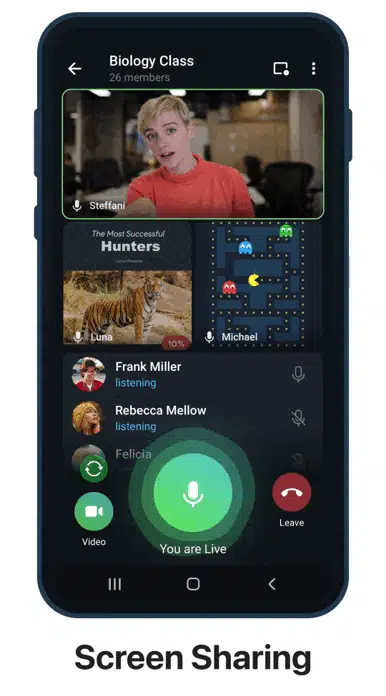 Biology Class
26 members
Steffani
The Most Successful
Hunters
Luna
10%
Michael
Frank Miller
listening
Rebecca Mellow
listening
Felicia
Video
You are Live
Leave
Screen Sharing